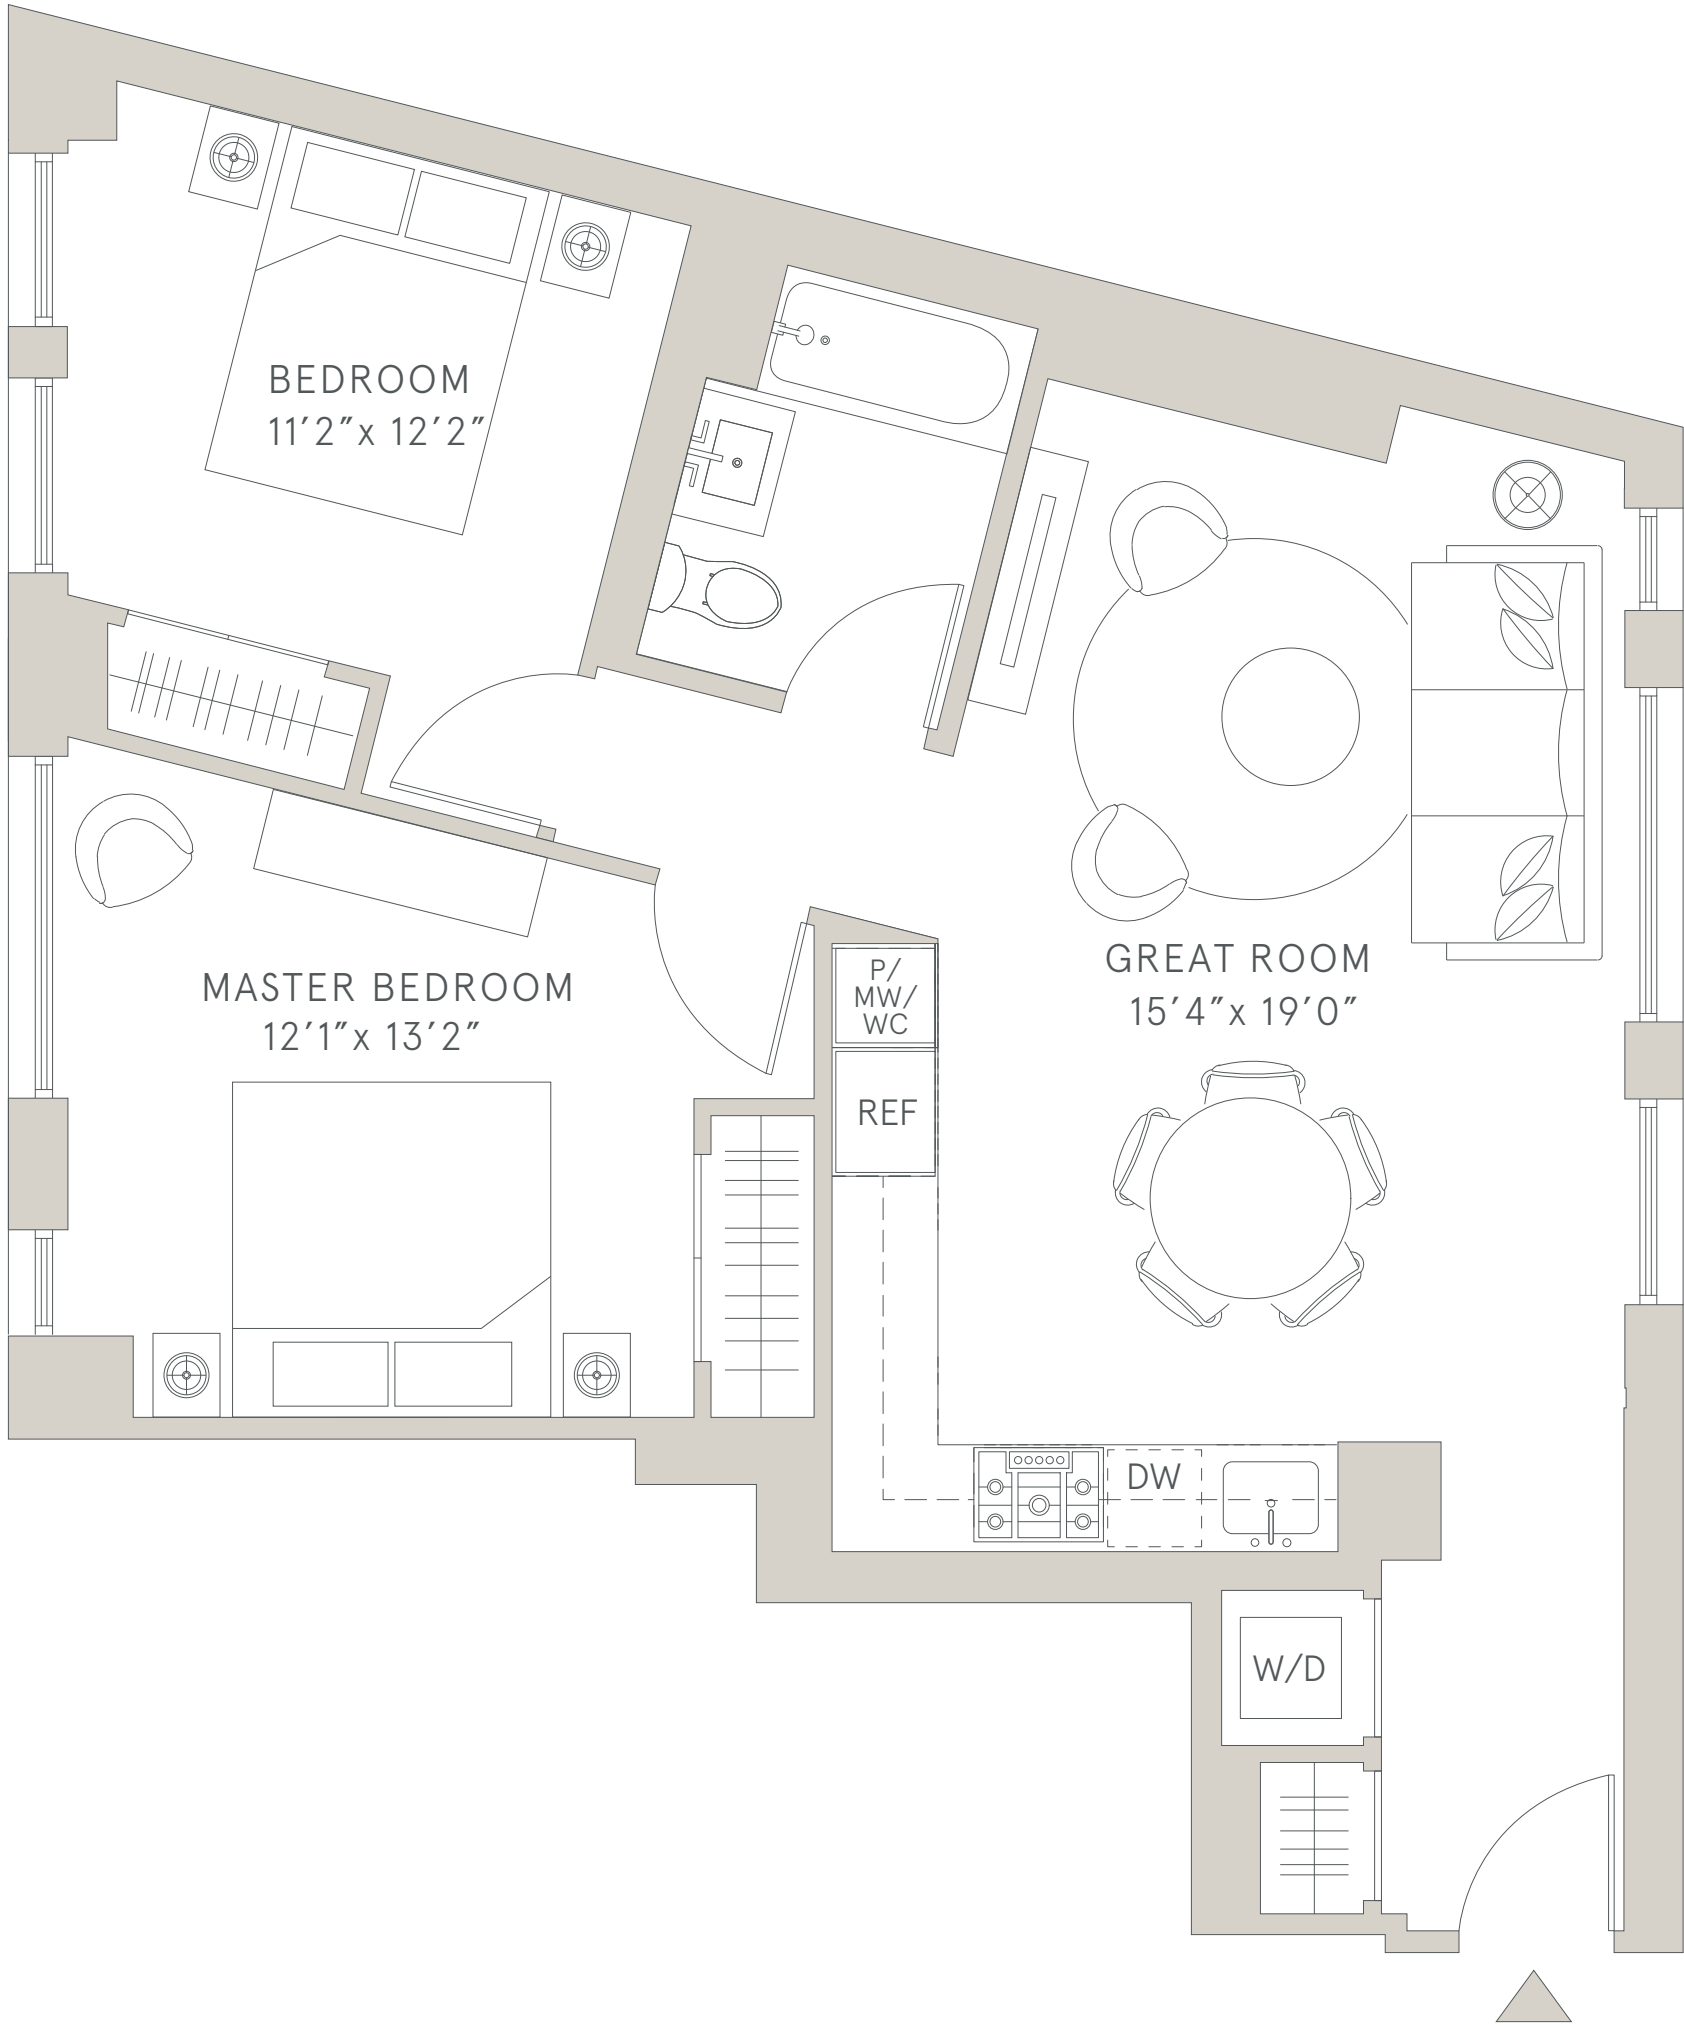 BEDROOM
11′2″x 12′2″
MASTER BEDROOM
12′1″x 13′2″
P/
MW/
WC
REF
GREAT ROOM
15′4″x 19′0″
DW
W/D